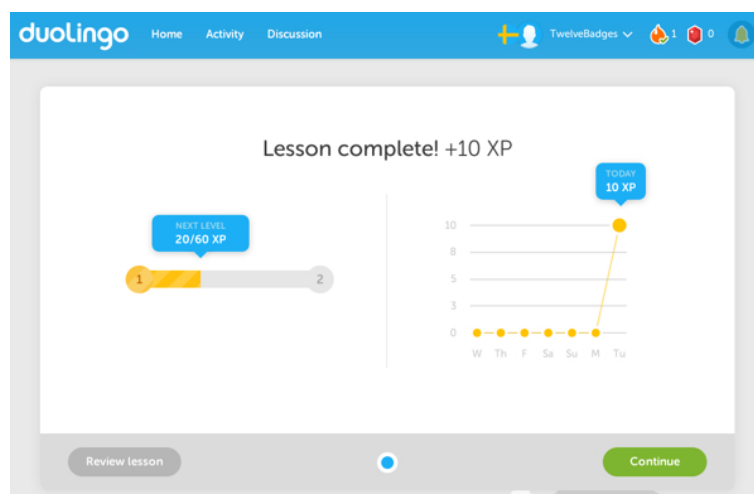 duolingo Home Activity Discussion TwelveBadges 1 0
Lesson complete! +10 XP
TODAY
10 XP
NEXT LEVEL
20/60 XP
1 2
10
8
5
3
0
W Th F Sa Su M Tu
Review lesson Continue